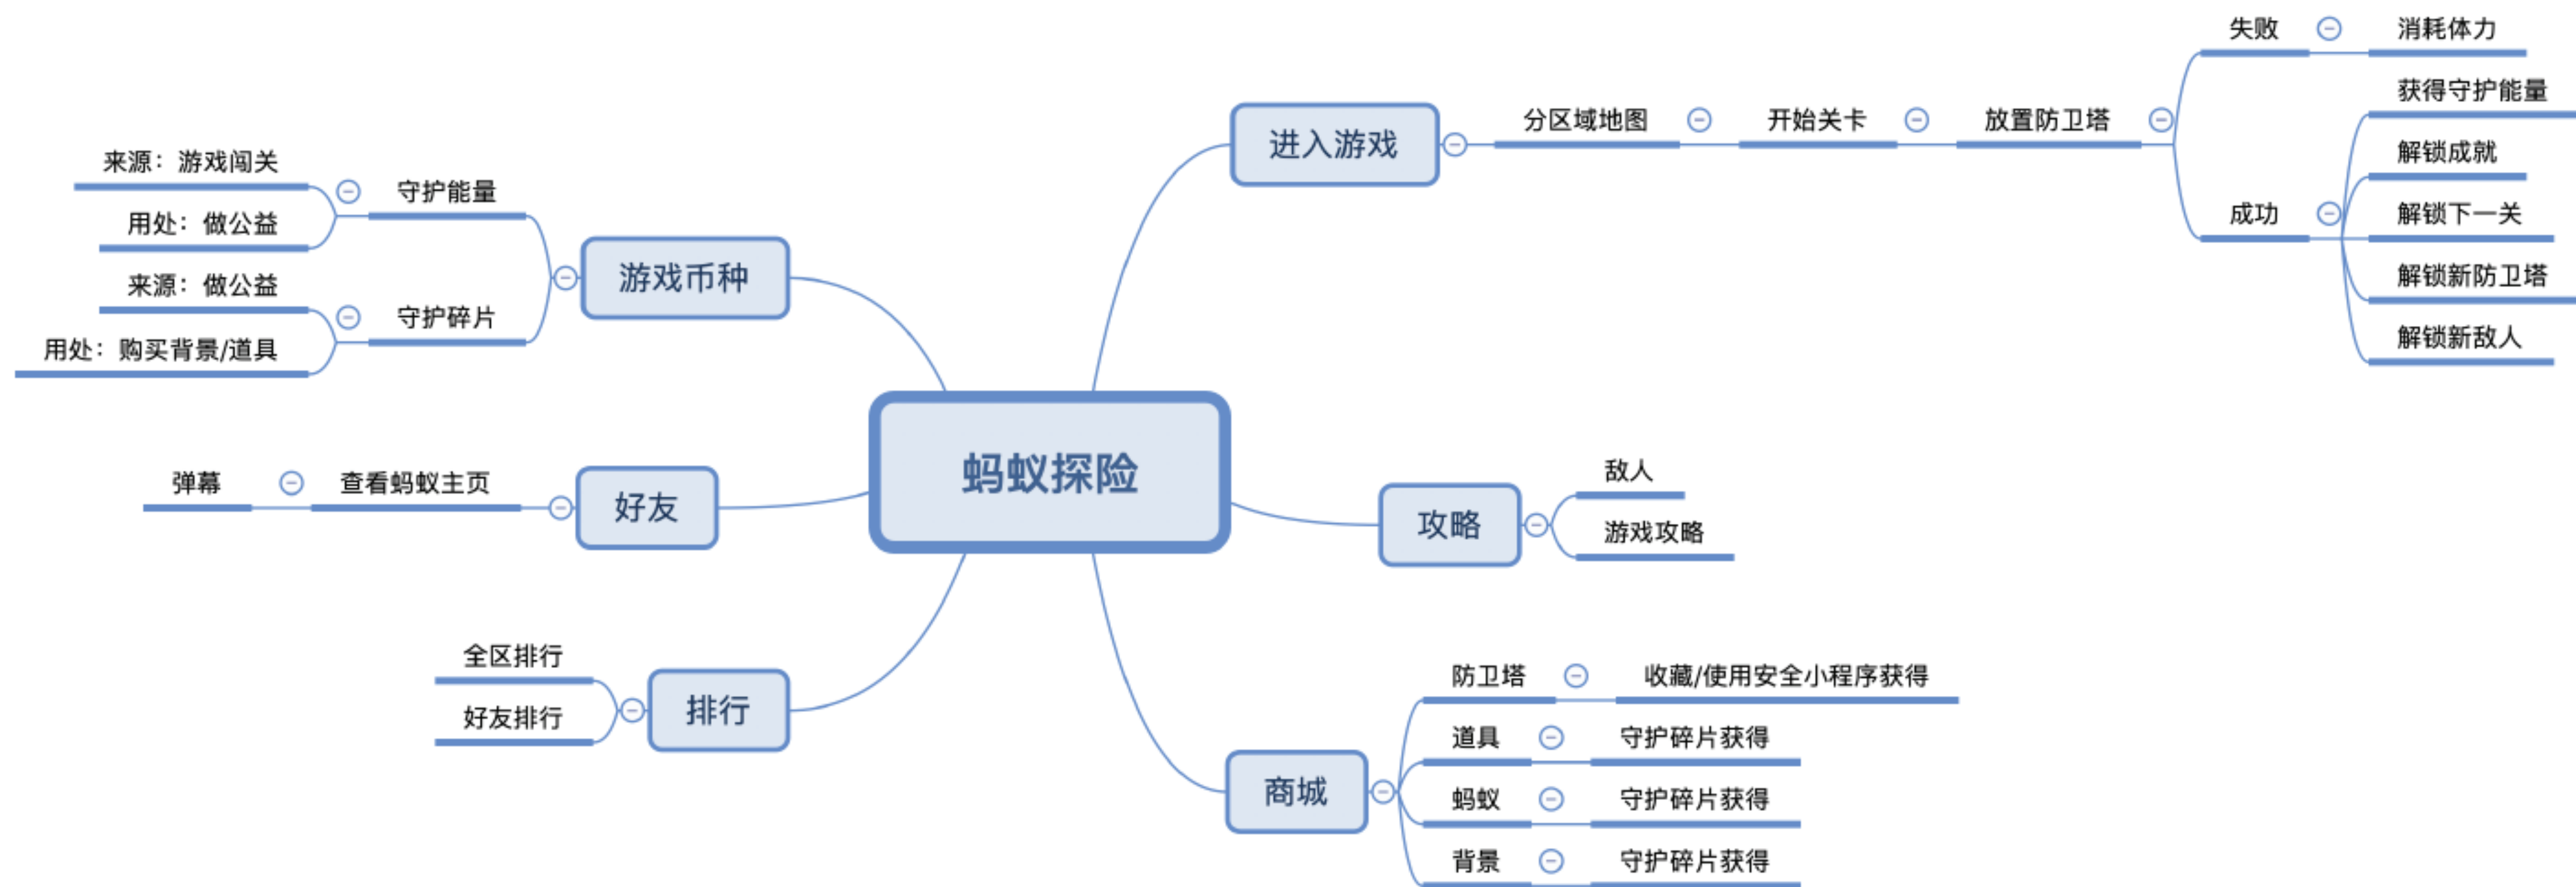 蚂蚁探险
进入游戏
分区域地图
开始关卡
放置防卫塔
失败
消耗体力
成功
获得守护能量
解锁成就
解锁下一关
解锁新防卫塔
解锁新敌人
攻略
敌人
游戏攻略
商城
防卫塔
收藏/使用安全小程序获得
道具
守护碎片获得
蚂蚁
守护碎片获得
背景
守护碎片获得
游戏币种
守护能量
来源：游戏闯关
用处：做公益
守护碎片
来源：做公益
用处：购买背景/道具
好友
查看蚂蚁主页
弹幕
排行
全区排行
好友排行